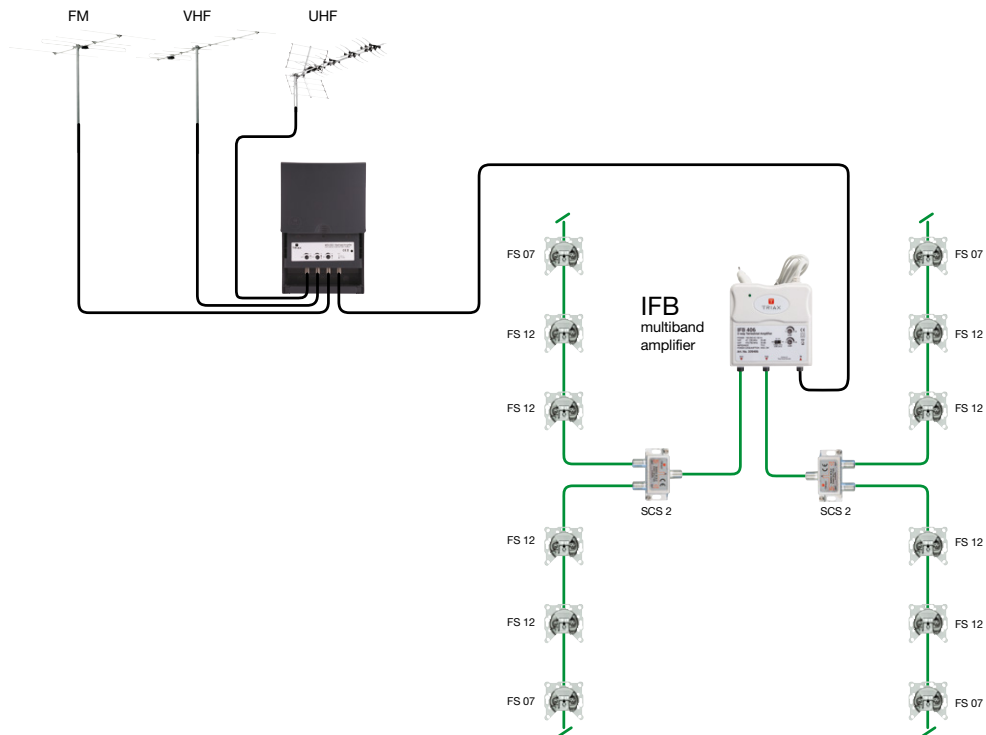 FM
VHF
UHF
FS 07
FS 07
FS 12
IFB
multiband
amplifier
TRIAX
IFB 406
FS 12
FS 12
FS 12
SCS 2
SCS 2
FS 12
FS 12
FS 12
FS 12
FS 07
FS 07